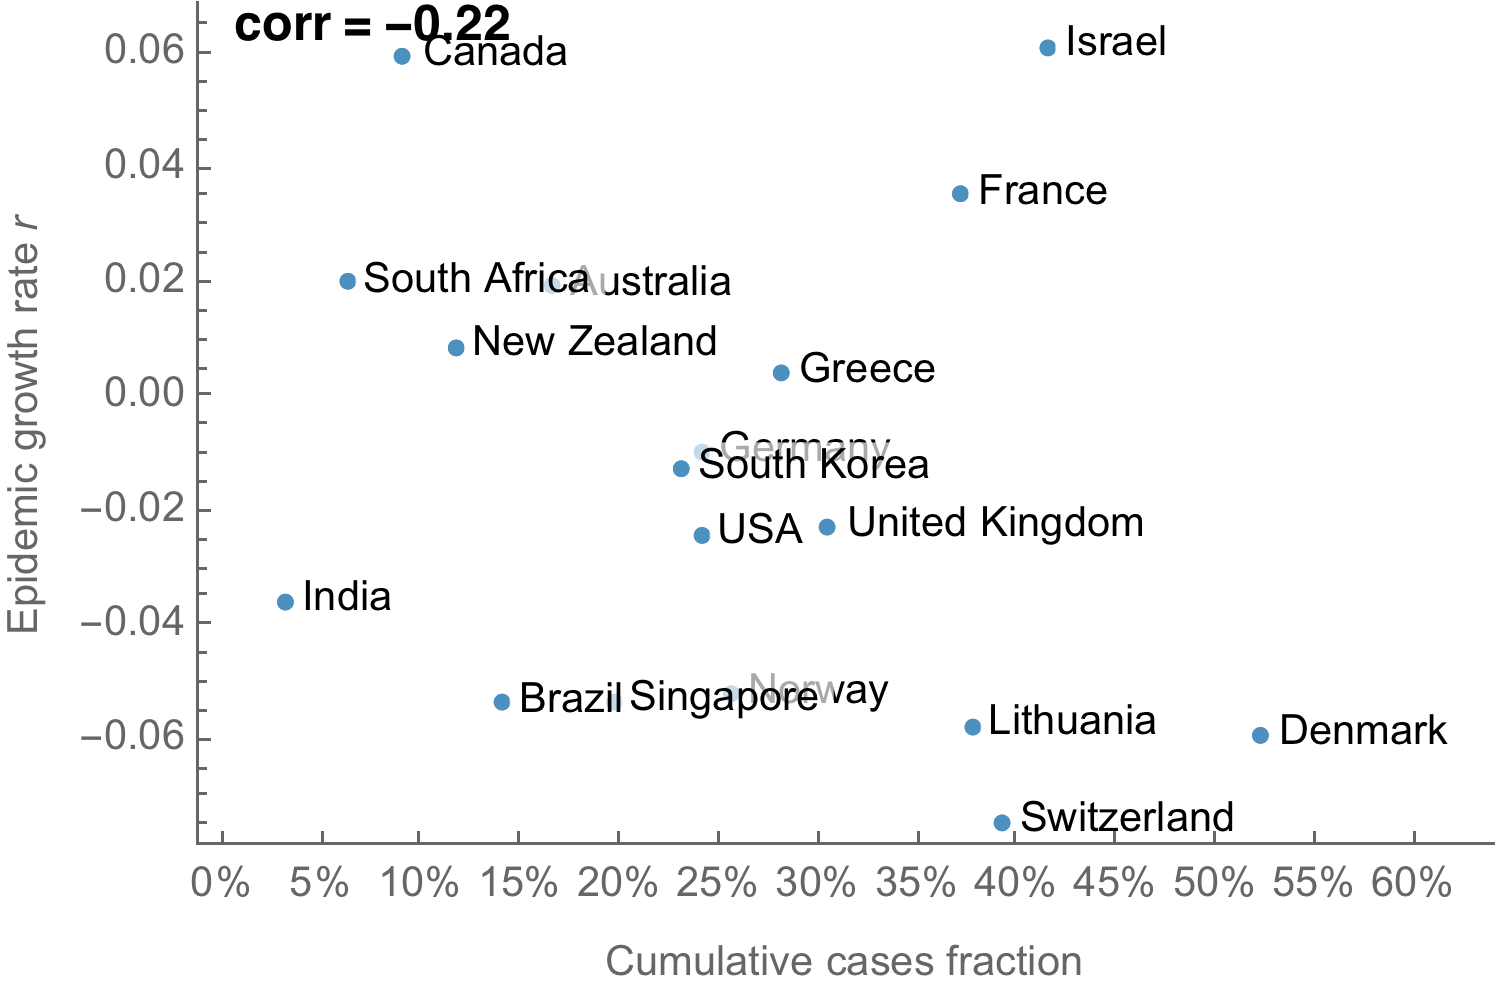 corr = −0.22
0.06
Canada
Israel
0.04
France
0.02
South Africa
Australia
New Zealand
0.00
Greece
Germany
South Korea
−0.02
USA
United Kingdom
India
−0.04
Brazil
Singapore
Norway
−0.06
Lithuania
Denmark
Switzerland
Epidemic growth rate r
0% 5% 10% 15% 20% 25% 30% 35% 40% 45% 50% 55% 60%
Cumulative cases fraction